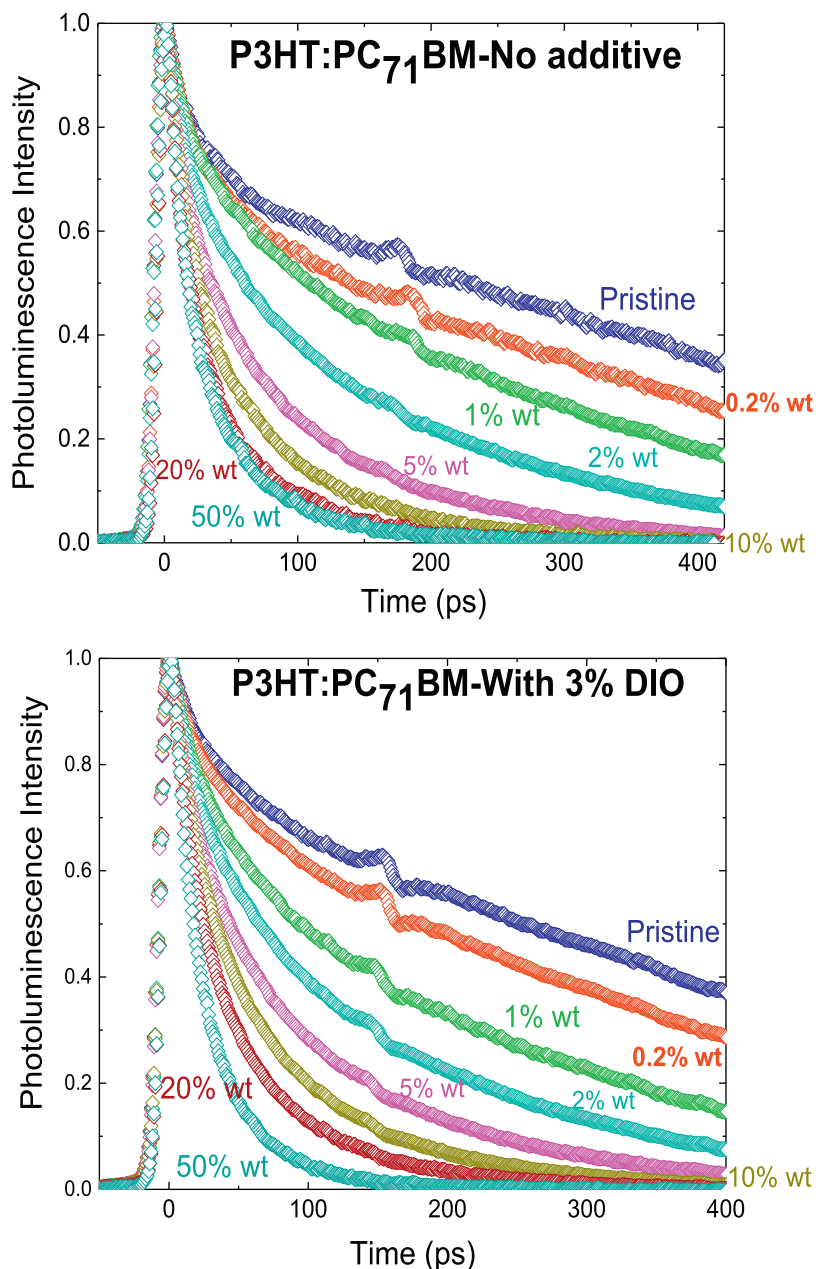 P3HT:PC71BM-No additive
Photoluminescence Intensity
1.0
0.8
0.6
0.4
0.2
0.0
Pristine
0.2% wt
1% wt
2% wt
5% wt
20% wt
50% wt
10% wt
0
100
200
300
400
Time (ps)
P3HT:PC71BM-With 3% DIO
Photoluminescence Intensity
1.0
0.8
0.6
0.4
0.2
0.0
Pristine
1% wt
0.2% wt
5% wt
2% wt
20% wt
50% wt
10% wt
0
100
200
300
400
Time (ps)